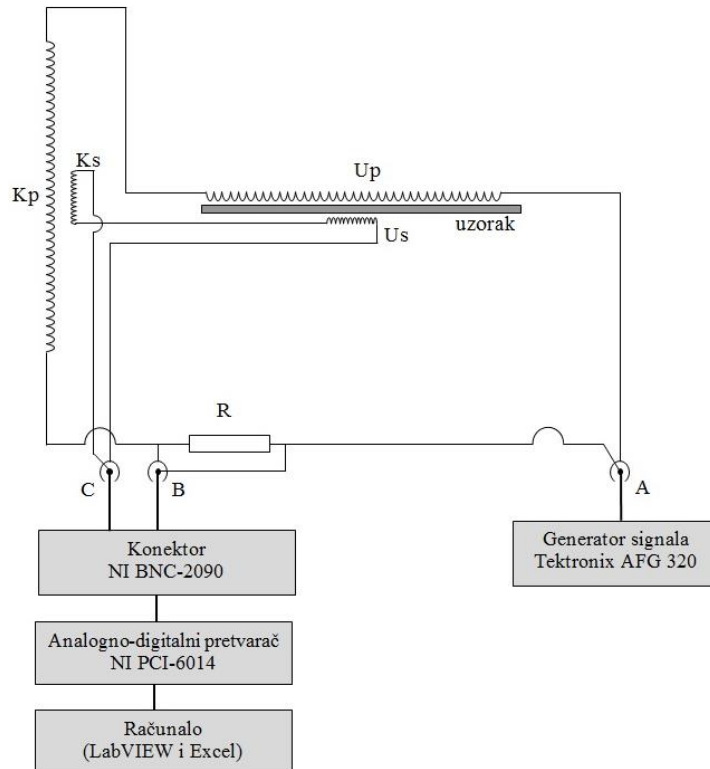 Ks
Up
Kp
uzorak
Us
R
C
B
A
Konektor
NI BNC-2090
Generator signala
Tektronix AFG 320
Analogno-digitalni pretvarač
NI PCI-6014
Računalo
(LabVIEW i Excel)